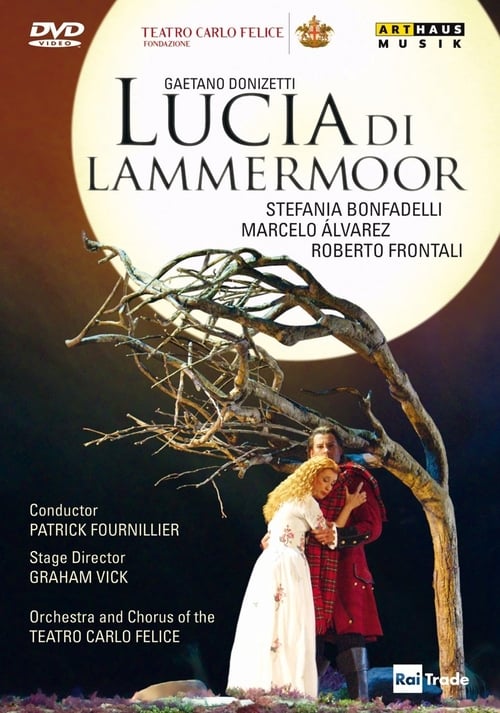 DVD
VIDEO
TEATRO CARLO FELICE
FONDAZIONE
ARTHAUS
MUSIK
GAETANO DONIZETTI
LUCIA DI
LAMMERMOOR
STEFANIA BONFADELLI
MARCELO ÁLVAREZ
ROBERTO FRONTALI
Conductor
PATRICK FOURNILLIER
Stage Director
GRAHAM VICK
Orchestra and Chorus of the
TEATRO CARLO FELICE
Rai Trade